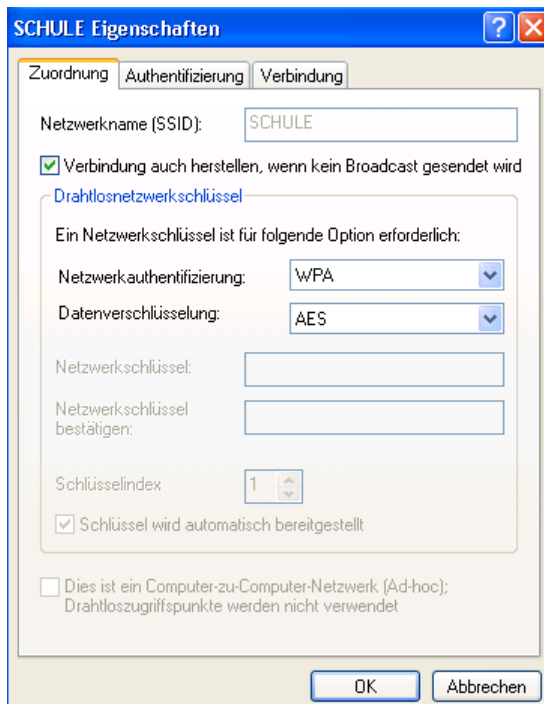 SCHULE Eigenschaften
Zuordnung Authentifizierung Verbindung
Netzwerkname (SSID): SCHULE
Verbindung auch herstellen, wenn kein Broadcast gesendet wird
Drahtlosnetzwerkschlüssel
Ein Netzwerkschlüssel ist für folgende Option erforderlich:
Netzwerkauthentifizierung: WPA
Datenverschlüsselung: AES
Netzwerkschlüssel:
Netzwerkschlüssel
bestätigen:
Schlüsselindex 1
Schlüssel wird automatisch bereitgestellt
Dies ist ein Computer-zu-Computer-Netzwerk (Ad-hoc);
Drahtloszugriffspunkte werden nicht verwendet
OK Abbrechen